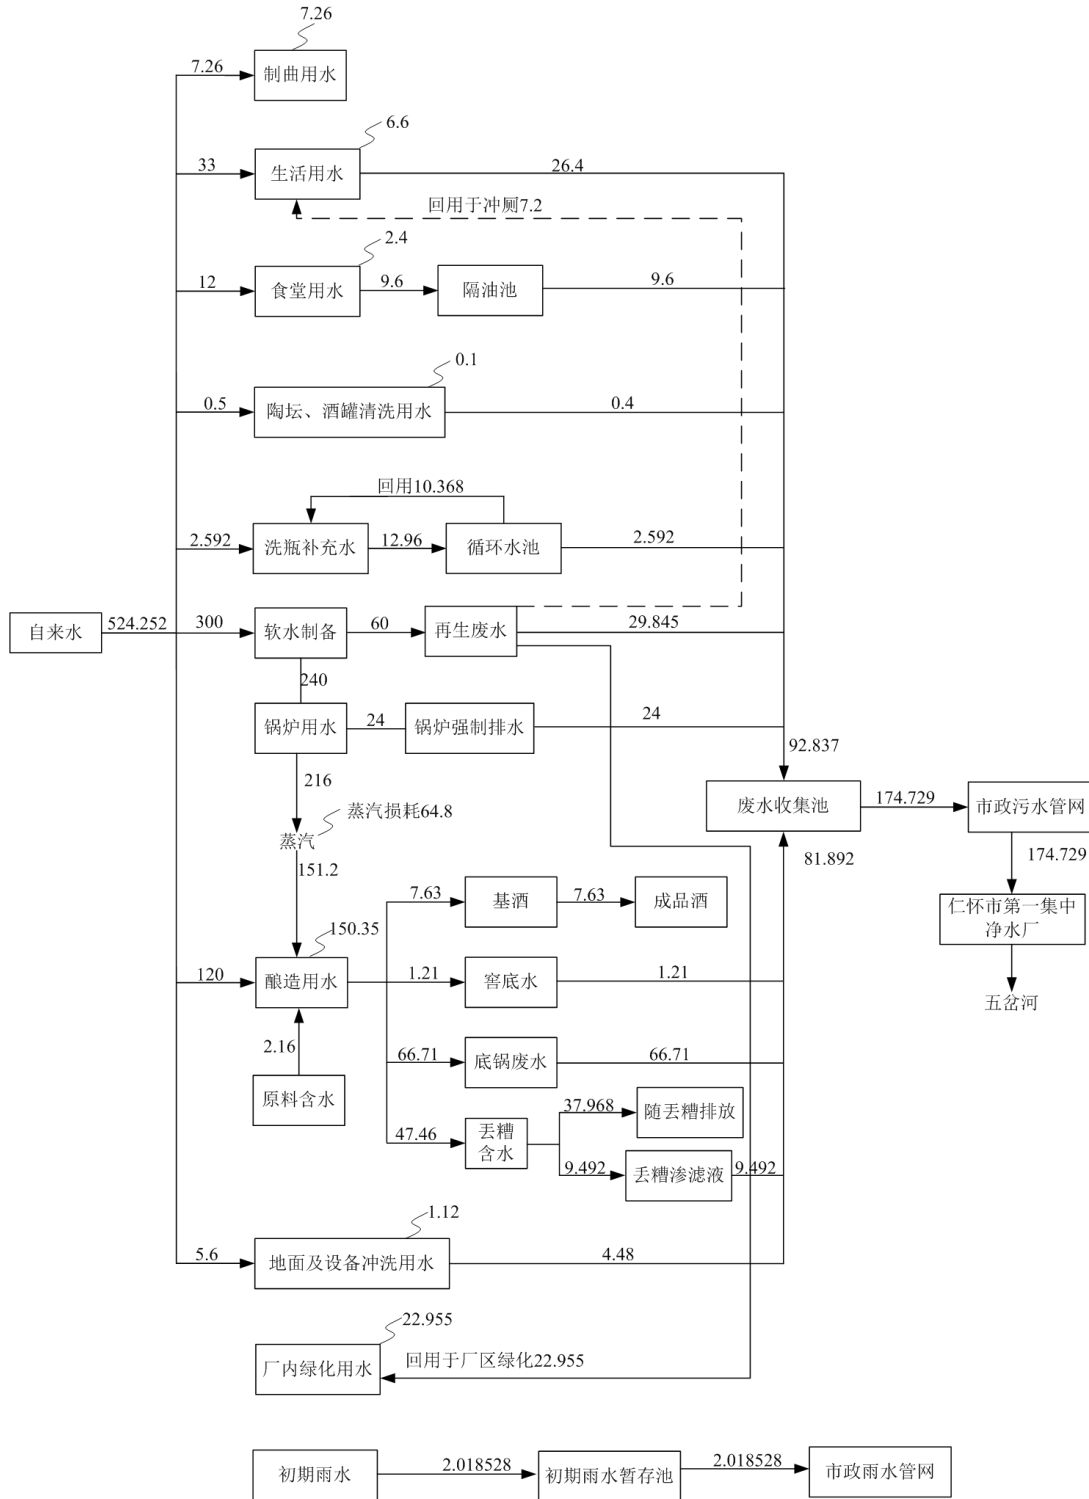 7.26
7.26
制曲用水
6.6
33
生活用水
26.4
回用于冲厕7.2
2.4
12
食堂用水
9.6
隔油池
9.6
0.1
0.5
陶坛、酒罐清洗用水
0.4
回用10.368
2.592
洗瓶补充水
12.96
循环水池
2.592
自来水
524.252
300
软水制备
60
再生废水
29.845
240
锅炉用水
24
锅炉强制排水
24
92.837
216
废水收集池
174.729
市政污水管网
蒸汽损耗64.8
蒸汽
81.892
174.729
151.2
7.63
基酒
7.63
成品酒
仁怀市第一集中
净水厂
150.35
120
酿造用水
1.21
窖底水
1.21
五岔河
2.16
66.71
底锅废水
66.71
原料含水
37.968
随丢糟排放
47.46
丢糟
含水
9.492
丢糟渗滤液
9.492
1.12
5.6
地面及设备冲洗用水
4.48
22.955
厂内绿化用水
回用于厂区绿化22.955
初期雨水
2.018528
初期雨水暂存池
2.018528
市政雨水管网